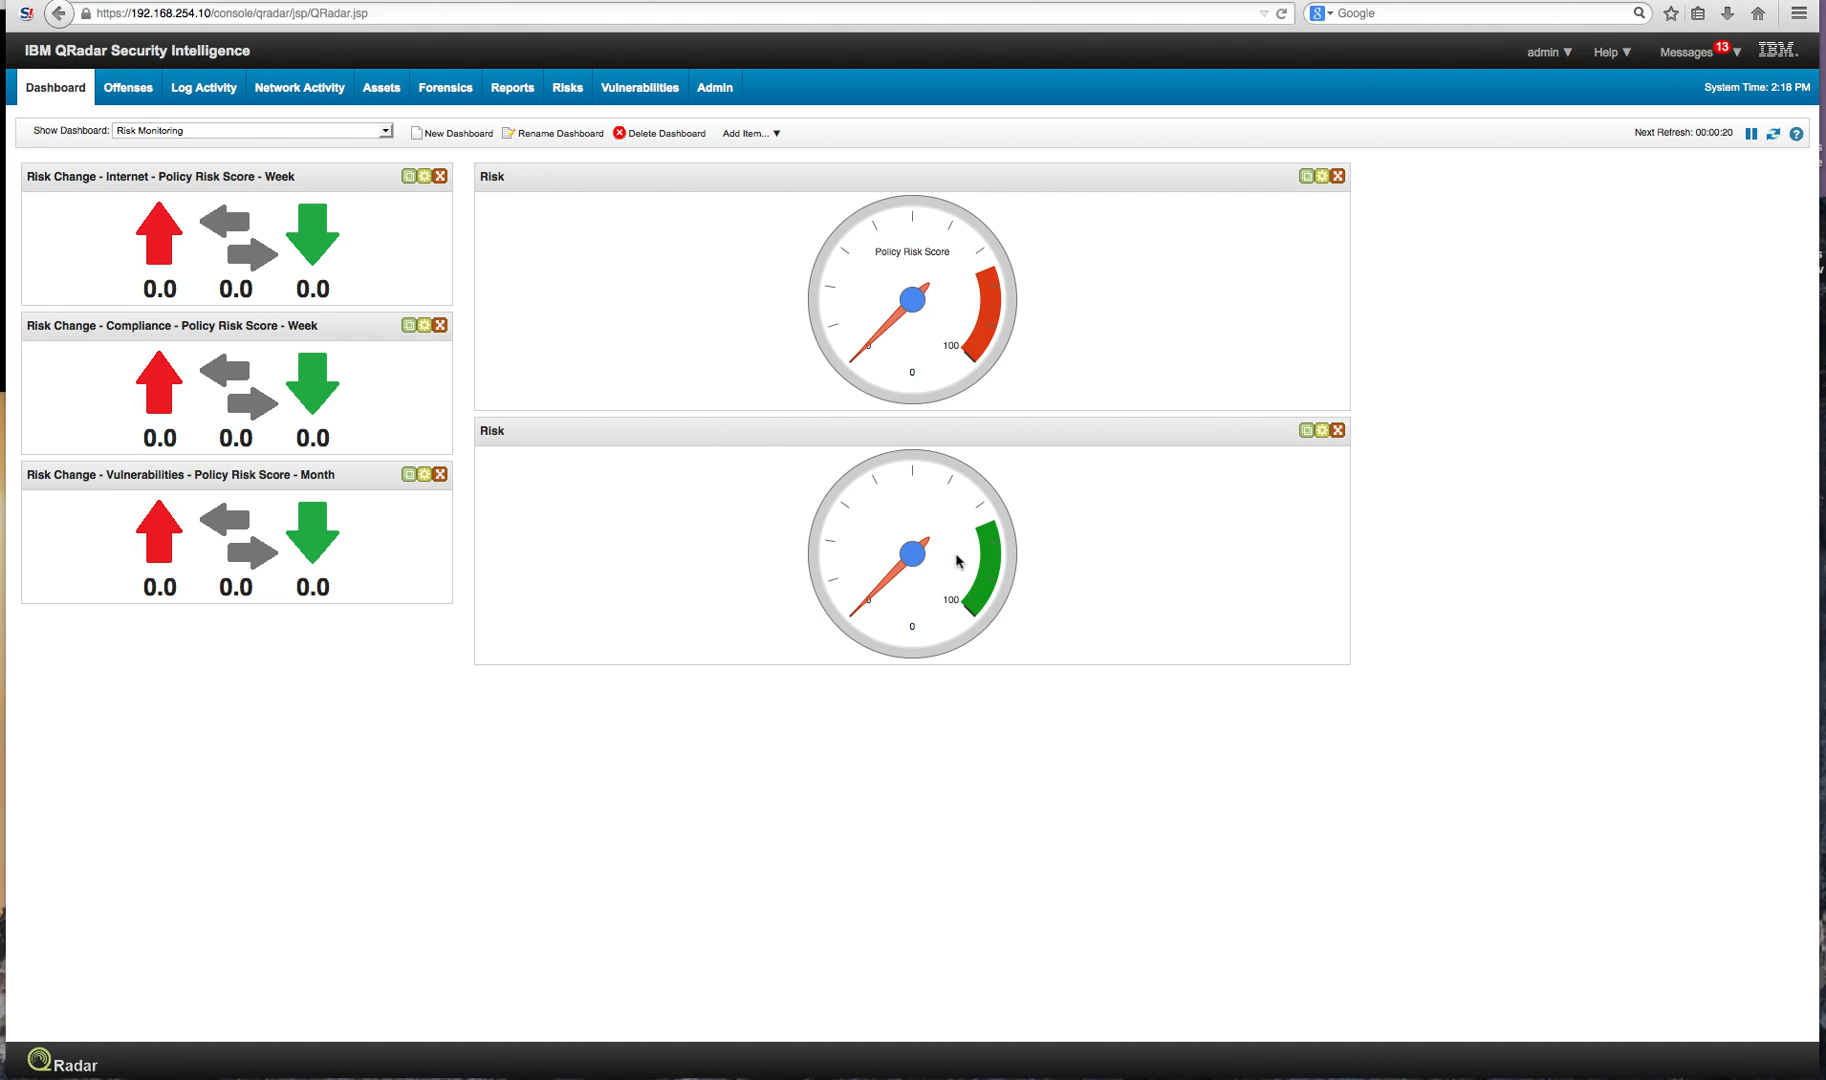 https://192.168.254.10/console/qradar/jsp/QRadar.jsp
Google
IBM QRadar Security Intelligence
admin
Help
Messages 13
IBM.
Dashboard Offenses Log Activity Network Activity Assets Forensics Reports Risks Vulnerabilities Admin
System Time: 2:18 PM
Show Dashboard: Risk Monitoring
New Dashboard Rename Dashboard Delete Dashboard Add Item...
Next Refresh: 00:00:20
Risk Change - Internet - Policy Risk Score - Week
0.0 0.0 0.0
Risk Change - Compliance - Policy Risk Score - Week
0.0 0.0 0.0
Risk Change - Vulnerabilities - Policy Risk Score - Month
0.0 0.0 0.0
Risk
Policy Risk Score
0 100
0
Risk
0 100
0
QRadar